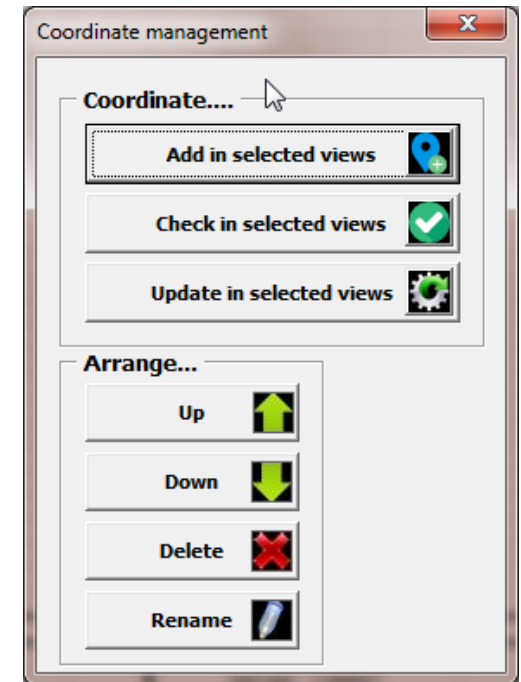 Coordinate management
Coordinate....
Add in selected views
Check in selected views
Update in selected views
Arrange...
Up
Down
Delete
Rename